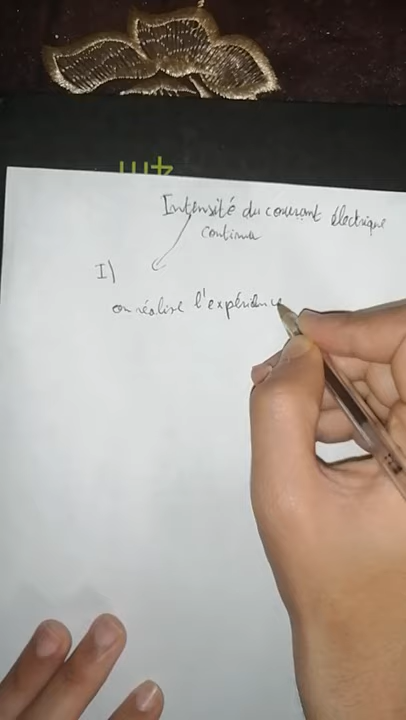 Intensité du courant électrique
continu
I)
on réalise l'expérience